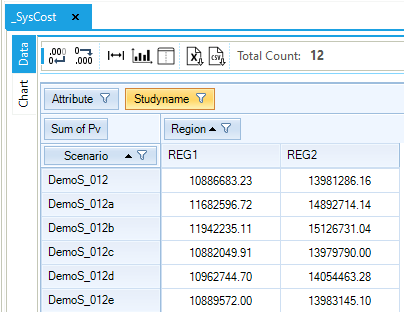 _SysCost ×
Data
Chart
.000 .000 Total Count: 12
Attribute Studyname
Sum of Pv Region
Scenario REG1 REG2
DemoS_012 10886683.23 13981286.16
DemoS_012a 11682596.72 14892714.14
DemoS_012b 11942235.11 15126731.04
DemoS_012c 10882049.91 13979790.00
DemoS_012d 10962744.70 14054463.28
DemoS_012e 10889572.00 13983145.10